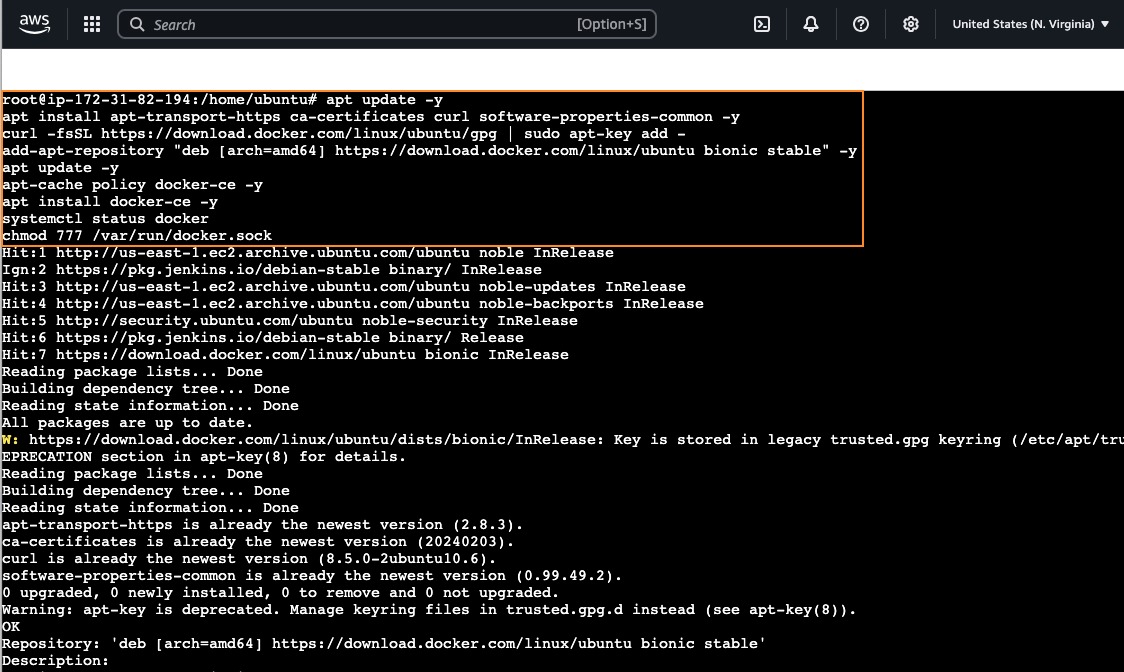 aws
Search [Option+S]
United States (N. Virginia)
root@ip-172-31-82-194:/home/ubuntu# apt update -y
apt install apt-transport-https ca-certificates curl software-properties-common -y
curl -fsSL https://download.docker.com/linux/ubuntu/gpg | sudo apt-key add -
add-apt-repository "deb [arch=amd64] https://download.docker.com/linux/ubuntu bionic stable" -y
apt update -y
apt-cache policy docker-ce -y
apt install docker-ce -y
systemctl status docker
chmod 777 /var/run/docker.sock
Hit:1 http://us-east-1.ec2.archive.ubuntu.com/ubuntu noble InRelease
Ign:2 https://pkg.jenkins.io/debian-stable binary/ InRelease
Hit:3 http://us-east-1.ec2.archive.ubuntu.com/ubuntu noble-updates InRelease
Hit:4 http://us-east-1.ec2.archive.ubuntu.com/ubuntu noble-backports InRelease
Hit:5 http://security.ubuntu.com/ubuntu noble-security InRelease
Hit:6 https://pkg.jenkins.io/debian-stable binary/ Release
Hit:7 https://download.docker.com/linux/ubuntu bionic InRelease
Reading package lists... Done
Building dependency tree... Done
Reading state information... Done
All packages are up to date.
W: https://download.docker.com/linux/ubuntu/dists/bionic/InRelease: Key is stored in legacy trusted.gpg keyring (/etc/apt/tru
EPRECATION section in apt-key(8) for details.
Reading package lists... Done
Building dependency tree... Done
Reading state information... Done
apt-transport-https is already the newest version (2.8.3).
ca-certificates is already the newest version (20240203).
curl is already the newest version (8.5.0-2ubuntu10.6).
software-properties-common is already the newest version (0.99.49.2).
0 upgraded, 0 newly installed, 0 to remove and 0 not upgraded.
Warning: apt-key is deprecated. Manage keyring files in trusted.gpg.d instead (see apt-key(8)).
OK
Repository: 'deb [arch=amd64] https://download.docker.com/linux/ubuntu bionic stable'
Description: